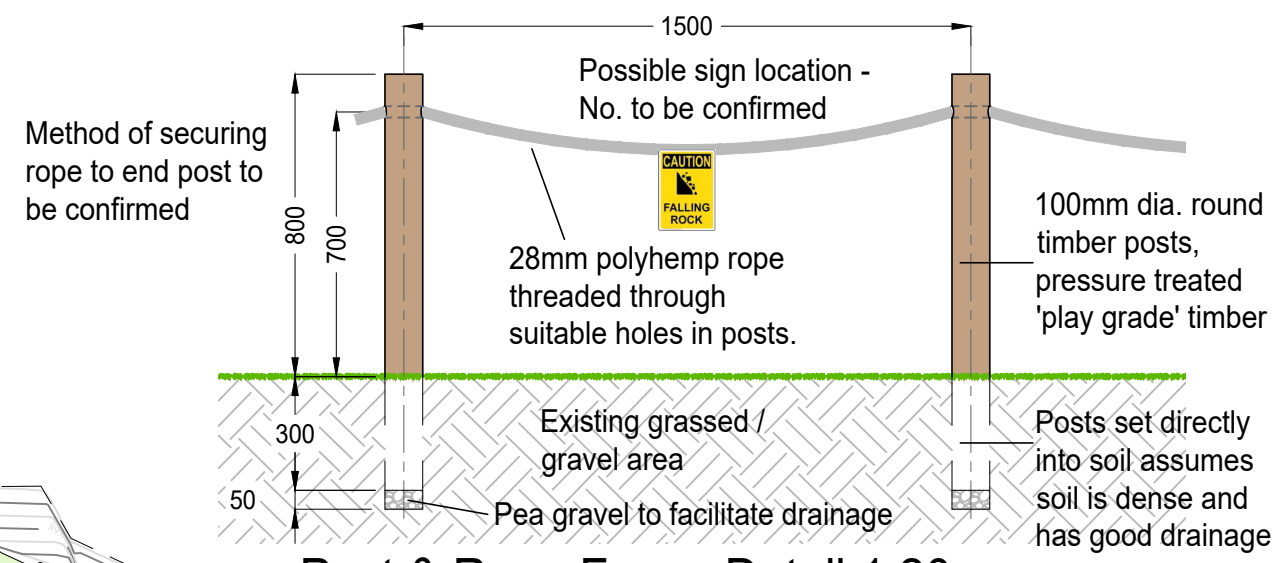 1500
Possible sign location -
No. to be confirmed
Method of securing
rope to end post to
be confirmed
800
700
CAUTION
FALLING
ROCK
28mm polyhemp rope
threaded through
suitable holes in posts.
100mm dia. round
timber posts,
pressure treated
'play grade' timber
300
Existing grassed /
gravel area
Posts set directly
into soil assumes
soil is dense and
has good drainage
50
Pea gravel to facilitate drainage